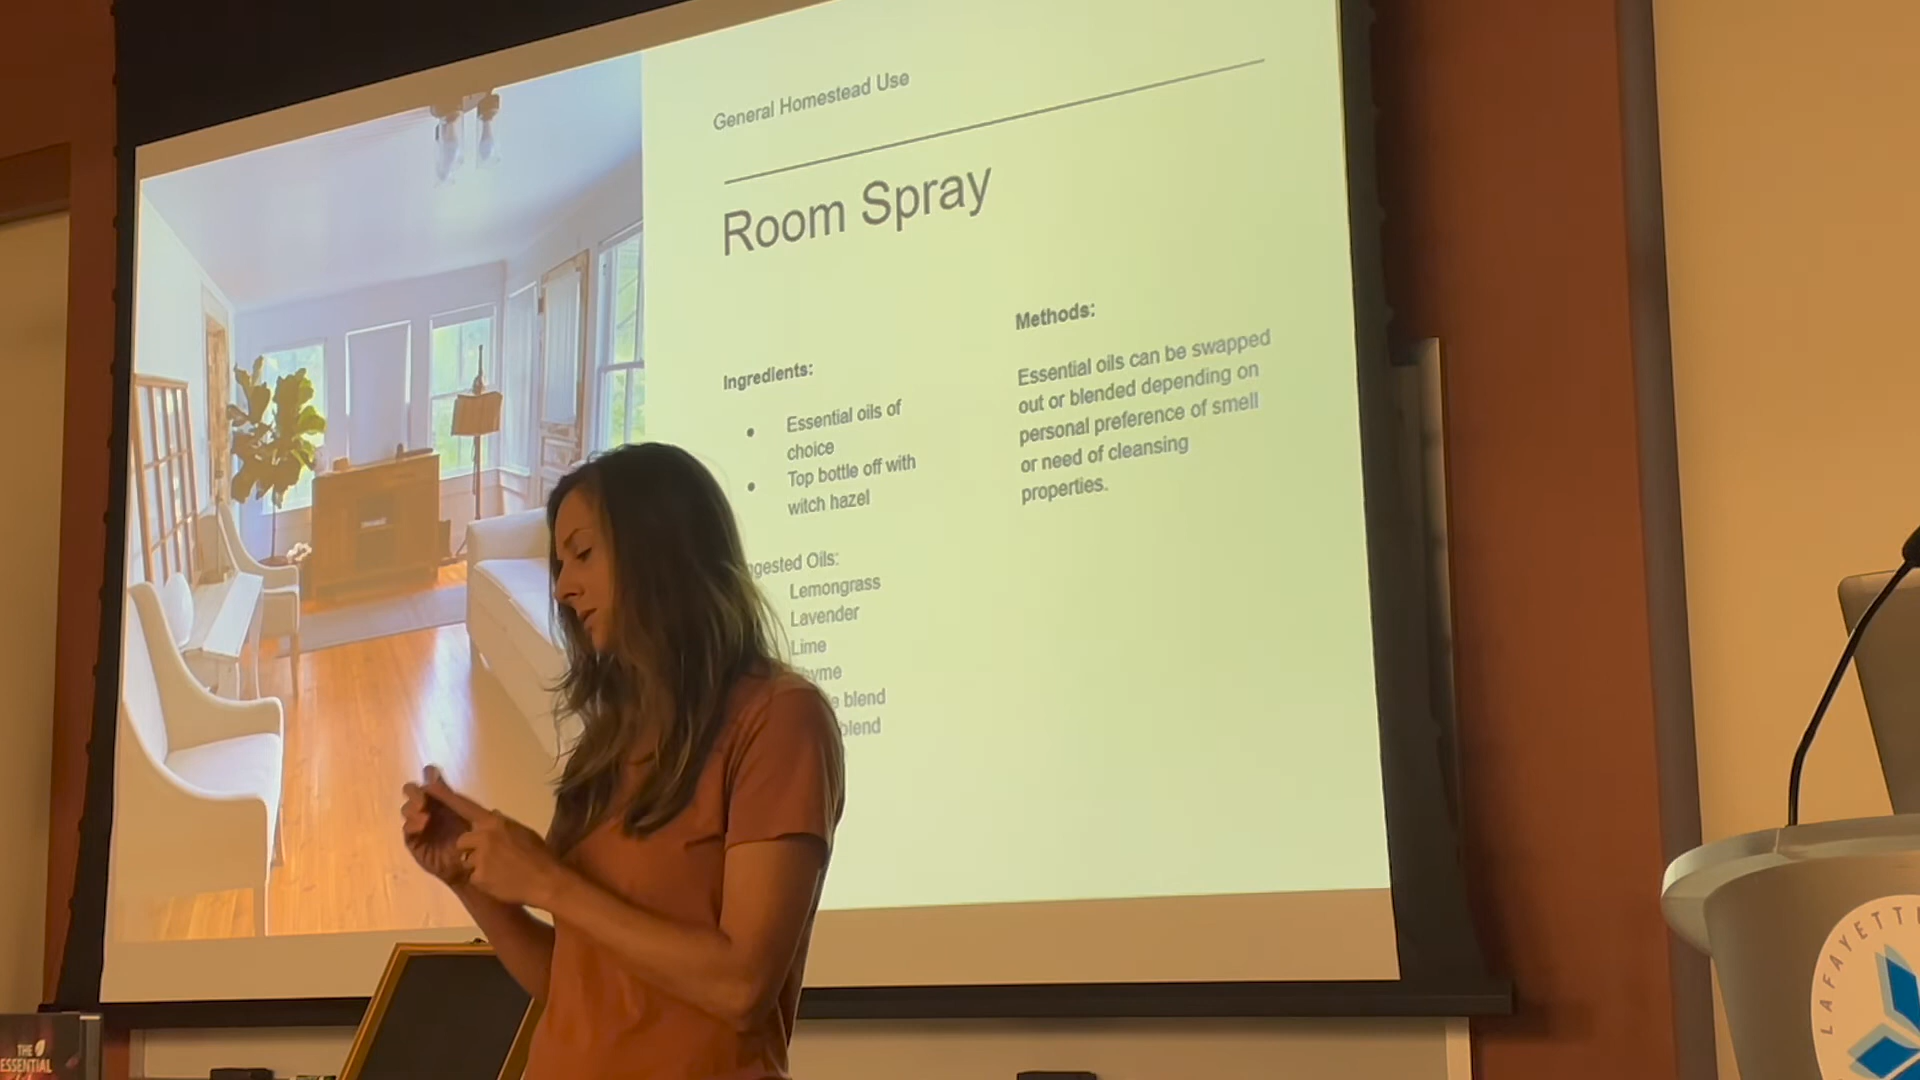 General Homestead Use
Room Spray
Ingredients:
Essential oils of
choice
Top bottle off with
witch hazel
Oils:
Lemongrass
Lavender
Lime
blend
blend
Methods:
Essential oils can be swapped
out or blended depending on
personal preference of smell
or need of cleansing
properties.
THE
ESSENTIAL